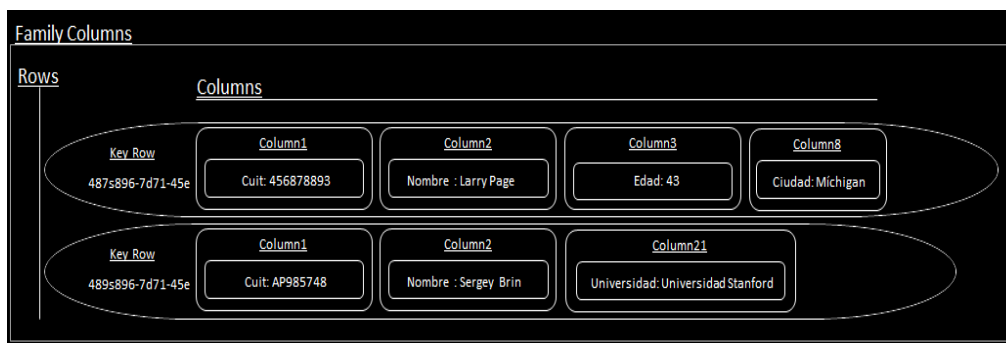 Family Columns
Rows
Columns
Key Row
487s896-7d71-45e
Column1
Cuit: 456878893
Column2
Nombre : Larry Page
Column3
Edad: 43
Column8
Ciudad: Míchigan
Key Row
489s896-7d71-45e
Column1
Cuit: AP985748
Column2
Nombre : Sergey Brin
Column21
Universidad: Universidad Stanford